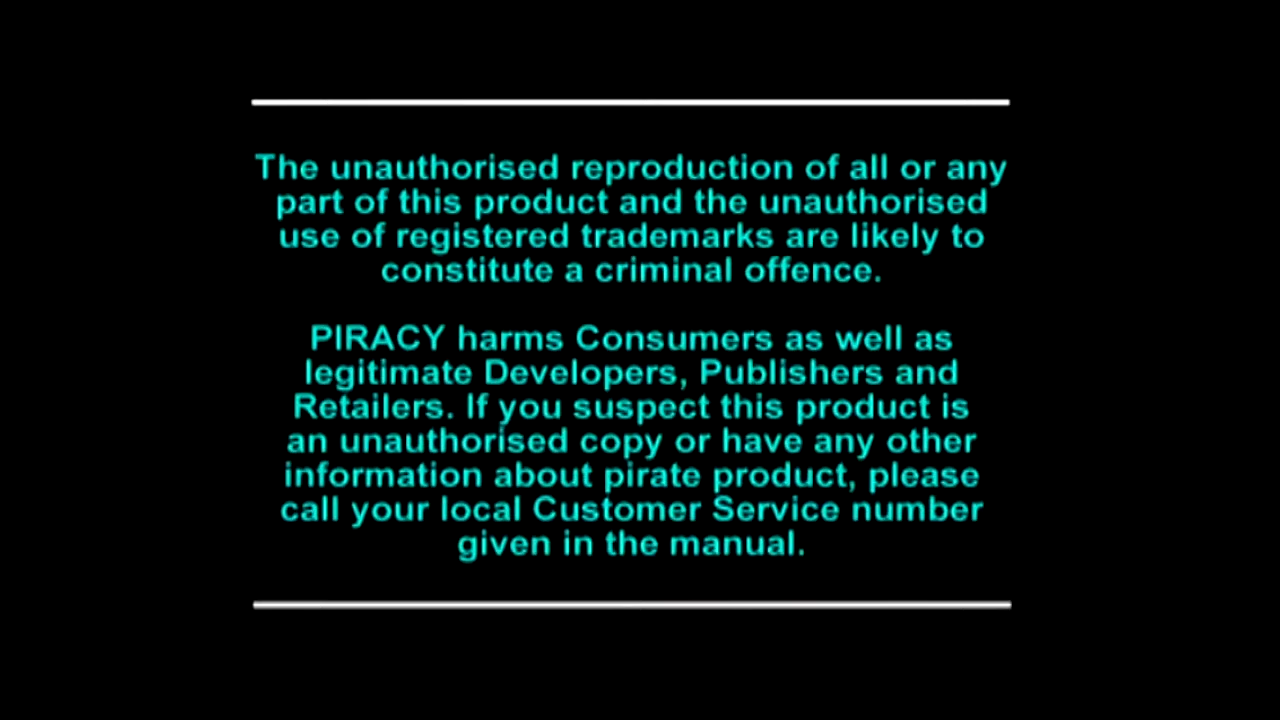 The unauthorised reproduction of all or any
part of this product and the unauthorised
use of registered trademarks are likely to
constitute a criminal offence.
PIRACY harms Consumers as well as
legitimate Developers, Publishers and
Retailers. If you suspect this product is
an unauthorised copy or have any other
information about pirate product, please
call your local Customer Service number
given in the manual.